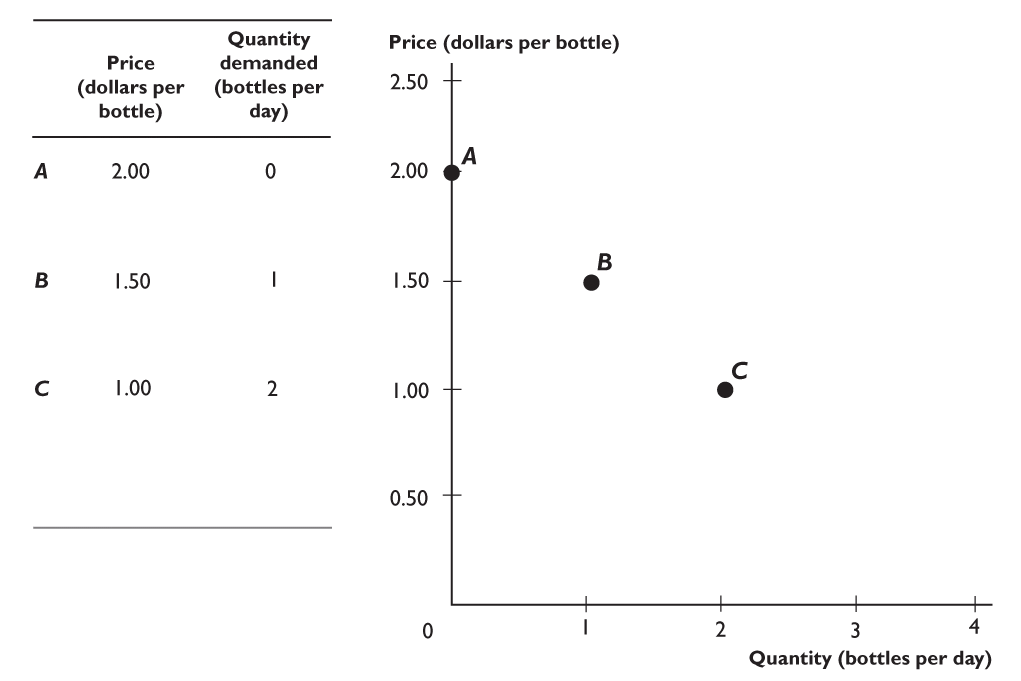 Price
(dollars per
bottle)
Quantity
demanded
(bottles per
day)
A 2.00 0
B 1.50 1
C 1.00 2
Price (dollars per bottle)
2.50
2.00
A
B
1.50
C
1.00
0.50
0 1 2 3 4
Quantity (bottles per day)